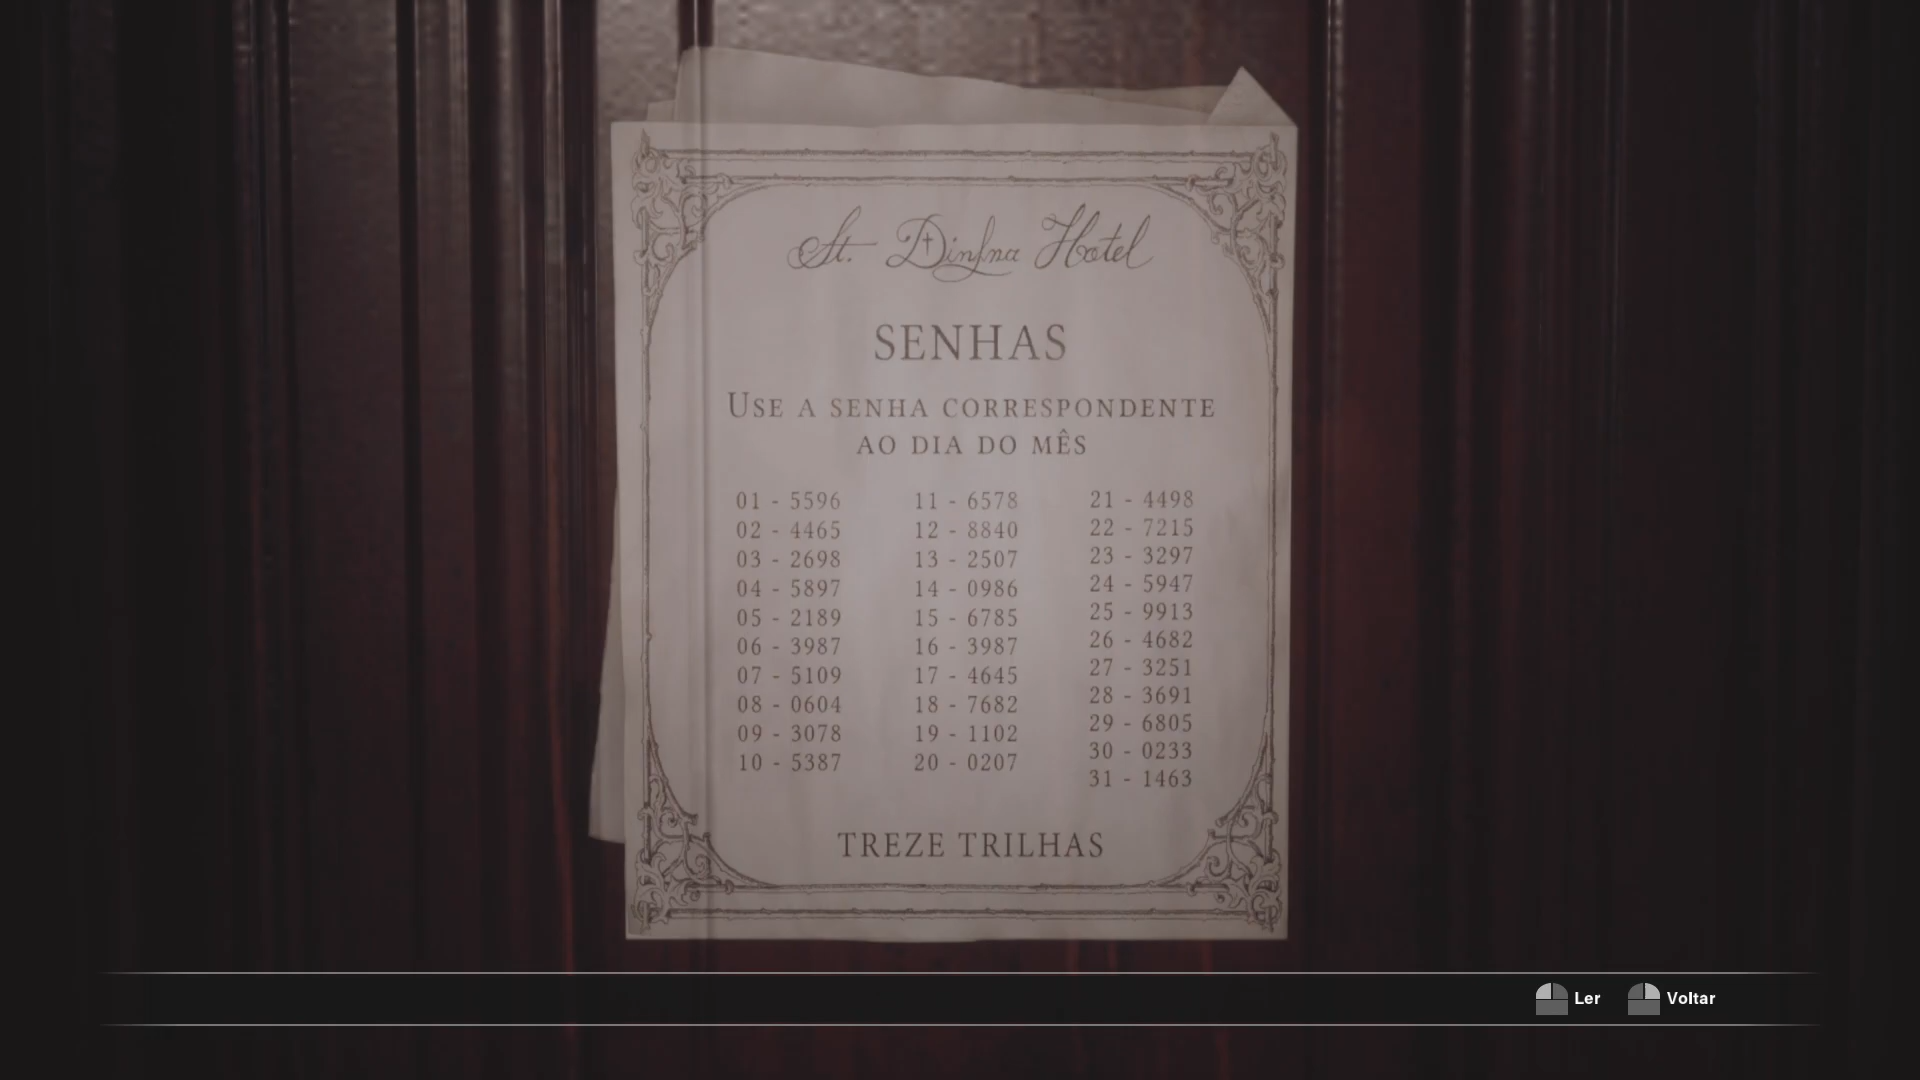 St. Dinfna Hotel
SENHAS
USE A SENHA CORRESPONDENTE
AO DIA DO MÊS
01 - 5596
02 - 4465
03 - 2698
04 - 5897
05 - 2189
06 - 3987
07 - 5109
08 - 0604
09 - 3078
10 - 5387
11 - 6578
12 - 8840
13 - 2507
14 - 0986
15 - 6785
16 - 3987
17 - 4645
18 - 7682
19 - 1102
20 - 0207
21 - 4498
22 - 7215
23 - 3297
24 - 5947
25 - 9913
26 - 4682
27 - 3251
28 - 3691
29 - 6805
30 - 0233
31 - 1463
TREZE TRILHAS
Ler Voltar